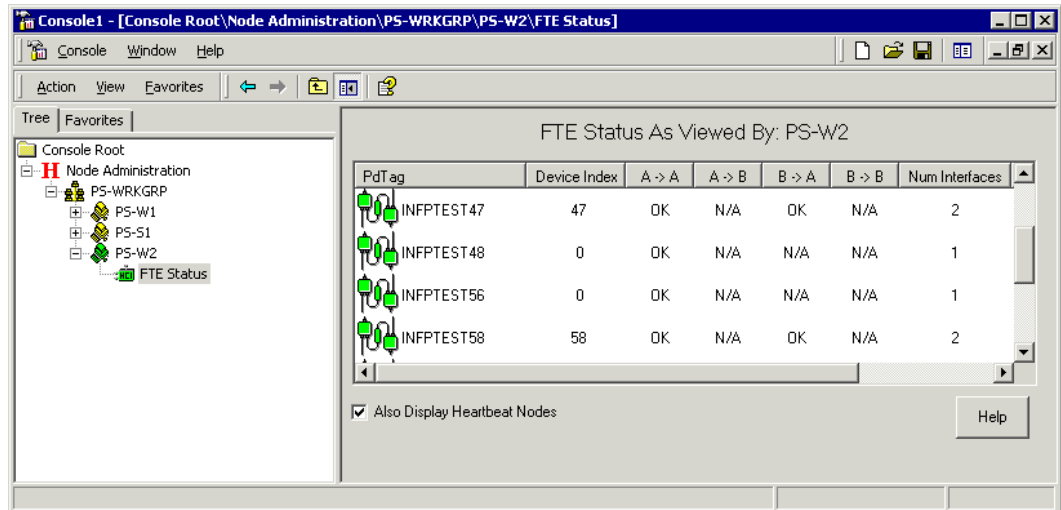 Console1 - [Console Root\Node Administration\PS-WRKGRP\PS-W2\FTE Status]
Console Window Help
Action View Favorites
Tree Favorites
Console Root
H Node Administration
PS-WRKGRP
PS-W1
PS-S1
PS-W2
HCI FTE Status
FTE Status As Viewed By: PS-W2
PdTag Device Index A -> A A -> B B -> A B -> B Num Interfaces
INFPTEST47 47 OK N/A OK N/A 2
INFPTEST48 0 OK N/A N/A N/A 1
INFPTEST56 0 OK N/A N/A N/A 1
INFPTEST58 58 OK N/A OK N/A 2
Also Display Heartbeat Nodes
Help